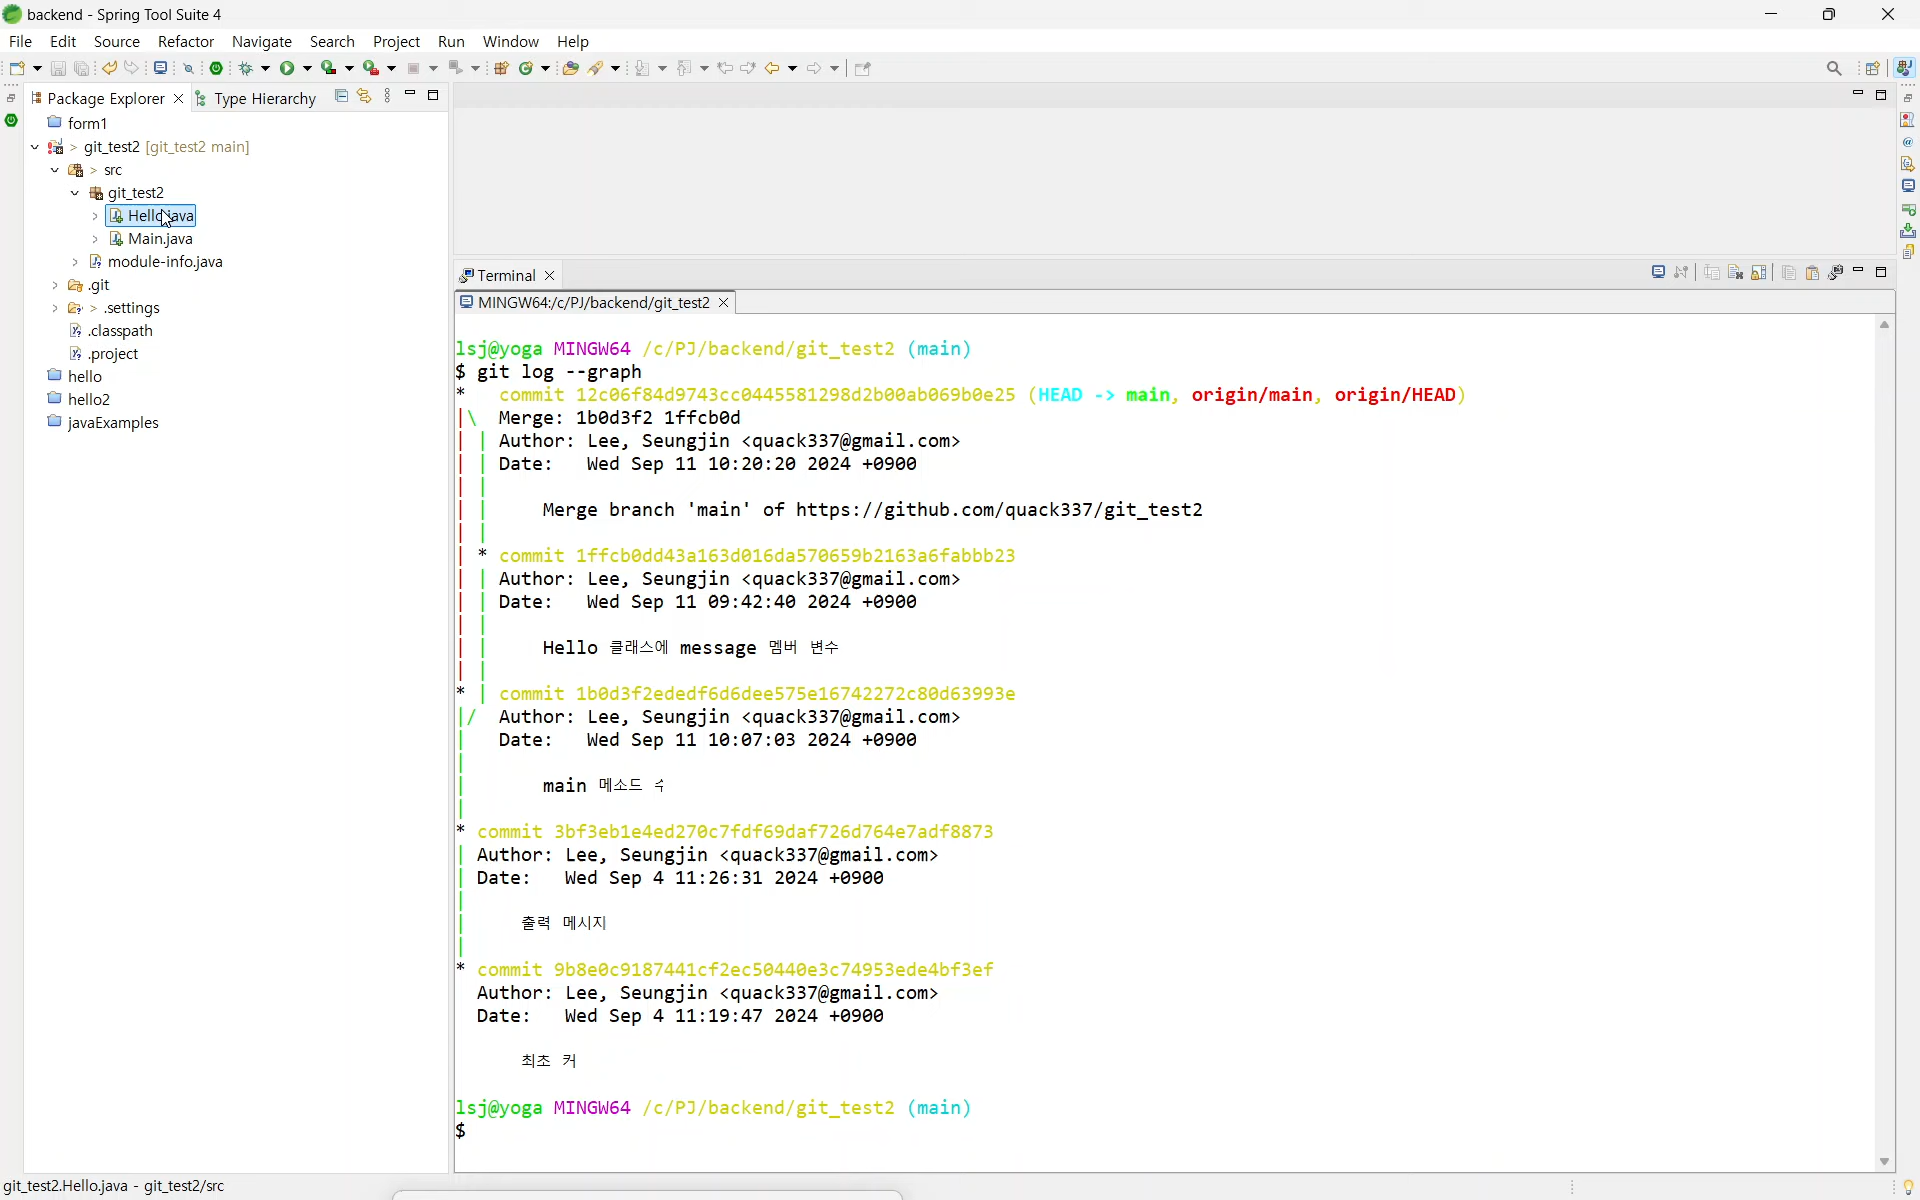 backend - Spring Tool Suite 4
File Edit Source Refactor Navigate Search Project Run Window Help
Package Explorer Type Hierarchy
form1
> git_test2 [git_test2 main]
> src
git_test2
Hello.java
Main.java
module-info.java
.git
> .settings
.classpath
.project
hello
hello2
javaExamples
Terminal
MINGW64:/c/PJ/backend/git_test2
lsj@yoga MINGW64 /c/PJ/backend/git_test2 (main)
$ git log --graph
*   commit 12c06f84d9743cc0445581298d2b00ab069b0e25 (HEAD -> main, origin/main, origin/HEAD)
|\  Merge: 1b0d3f2 1ffcb0d
| | Author: Lee, Seungjin <quack337@gmail.com>
| | Date:   Wed Sep 11 10:20:20 2024 +0900
| |
| |     Merge branch 'main' of https://github.com/quack337/git_test2
| |
| * commit 1ffcb0dd43a163d016da570659b2163a6fabbb23
| | Author: Lee, Seungjin <quack337@gmail.com>
| | Date:   Wed Sep 11 09:42:40 2024 +0900
| |
| |     Hello 클래스에 message 멤버 변수
| |
* | commit 1b0d3f2ededf6d6dee575e16742272c80d63993e
|/  Author: Lee, Seungjin <quack337@gmail.com>
|   Date:   Wed Sep 11 10:07:03 2024 +0900
|
|       main 메소드
|
* commit 3bf3eb1e4ed270c7fdf69daf726d764e7adf8873
| Author: Lee, Seungjin <quack337@gmail.com>
| Date:   Wed Sep 4 11:26:31 2024 +0900
|
|     출력 메시지
|
* commit 9b8e0c9187441cf2ec50440e3c74953ede4bf3ef
  Author: Lee, Seungjin <quack337@gmail.com>
  Date:   Wed Sep 4 11:19:47 2024 +0900
      최초 커
lsj@yoga MINGW64 /c/PJ/backend/git_test2 (main)
$
git_test2.Hello.java - git_test2/src